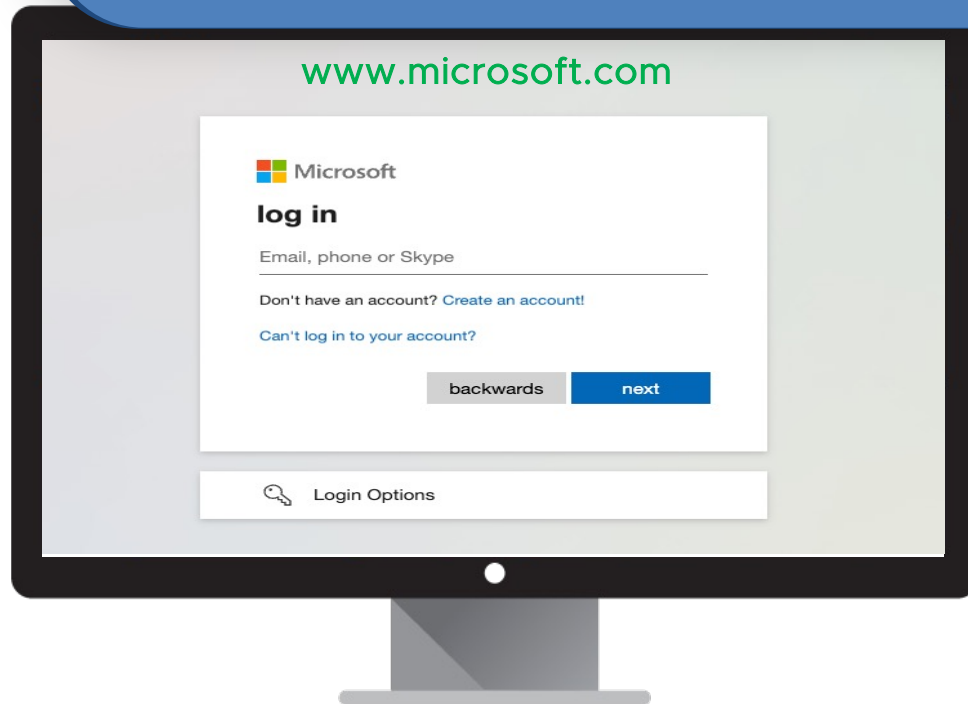 www.microsoft.com
Microsoft
log in
Email, phone or Skype
Don't have an account? Create an account!
Can't log in to your account?
backwards next
Login Options